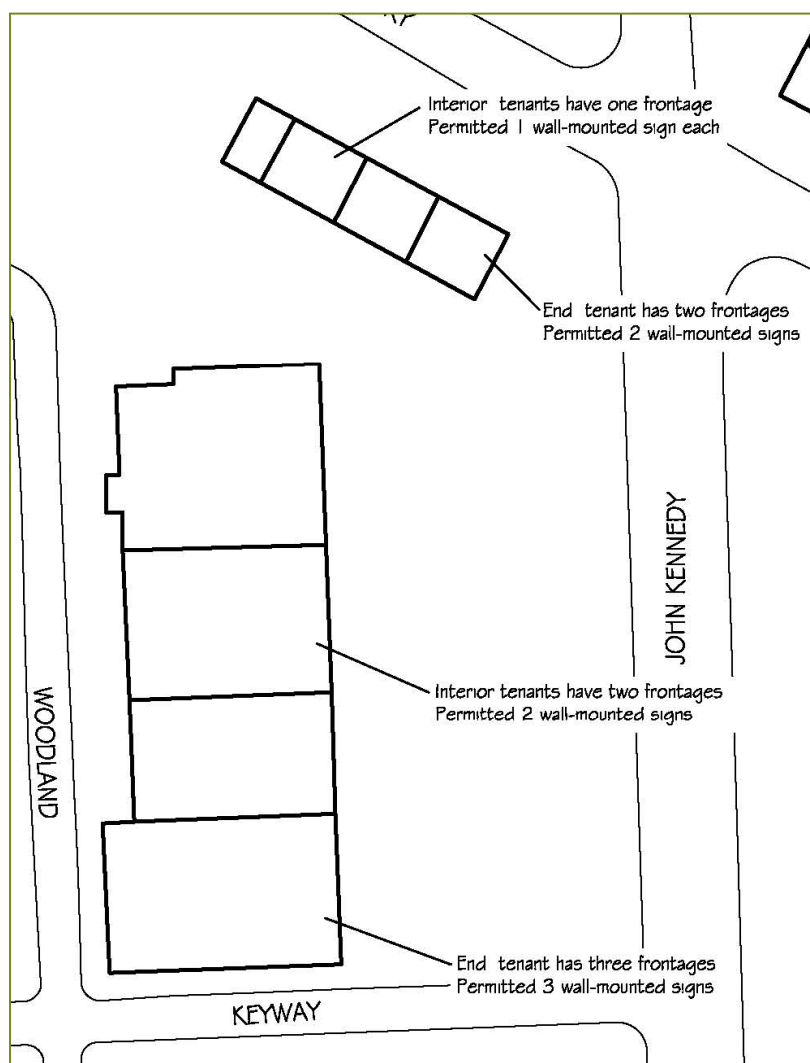 Interior tenants have one frontage
Permitted 1 wall-mounted sign each
End tenant has two frontages
Permitted 2 wall-mounted signs
JOHN KENNEDY
Interior tenants have two frontages
Permitted 2 wall-mounted signs
WOODLAND
End tenant has three frontages
Permitted 3 wall-mounted signs
KEYWAY